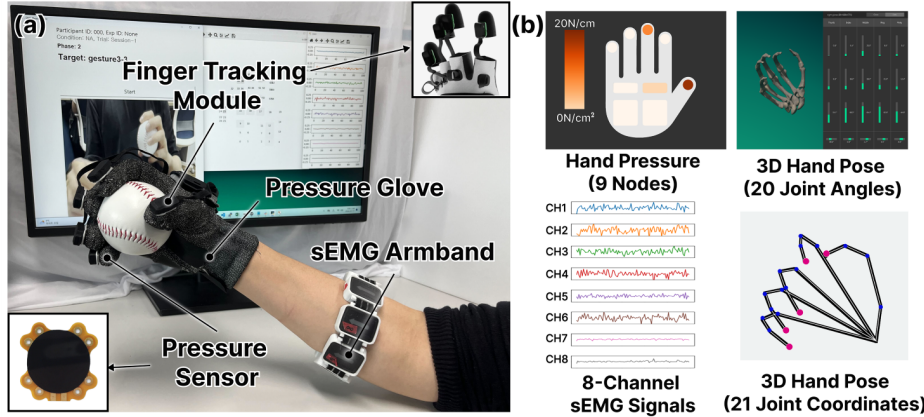 (a)
Participant ID: 000, Exp ID: None
Condition: NA, Trial: Session-1
Phase: 2
Target: gesture3-2
Start
Finger Tracking
Module
Pressure Glove
sEMG Armband
Pressure
Sensor
(b)
20N/cm
0N/cm²
Hand Pressure
(9 Nodes)
3D Hand Pose
(20 Joint Angles)
CH1
CH2
CH3
CH4
CH5
CH6
CH7
CH8
8-Channel
sEMG Signals
3D Hand Pose
(21 Joint Coordinates)